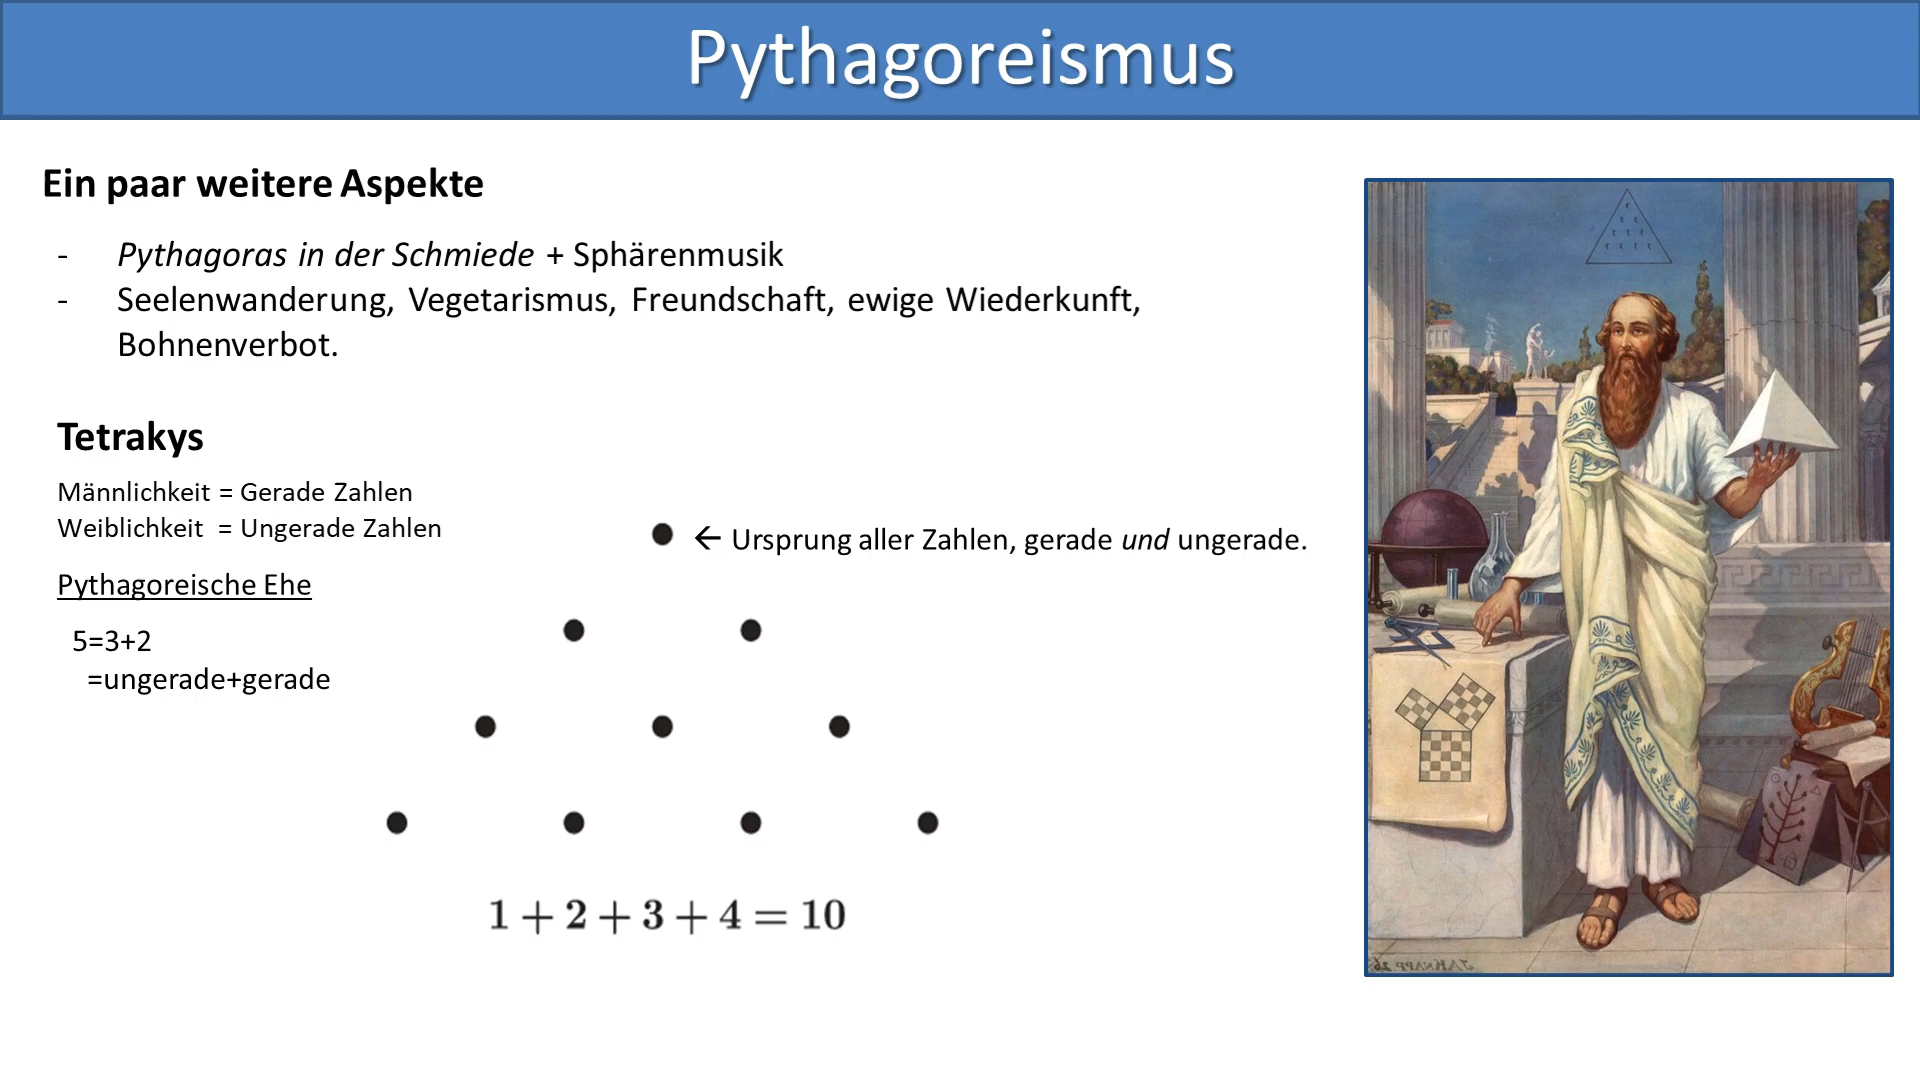 Pythagoreismus
Ein paar weitere Aspekte
- Pythagoras in der Schmiede + Sphärenmusik
- Seelenwanderung, Vegetarismus, Freundschaft, ewige Wiederkunft,
Bohnenverbot.
Tetrakys
Männlichkeit = Gerade Zahlen
Weiblichkeit = Ungerade Zahlen
← Ursprung aller Zahlen, gerade und ungerade.
Pythagoreische Ehe
5=3+2
=ungerade+gerade
1 + 2 + 3 + 4 = 10